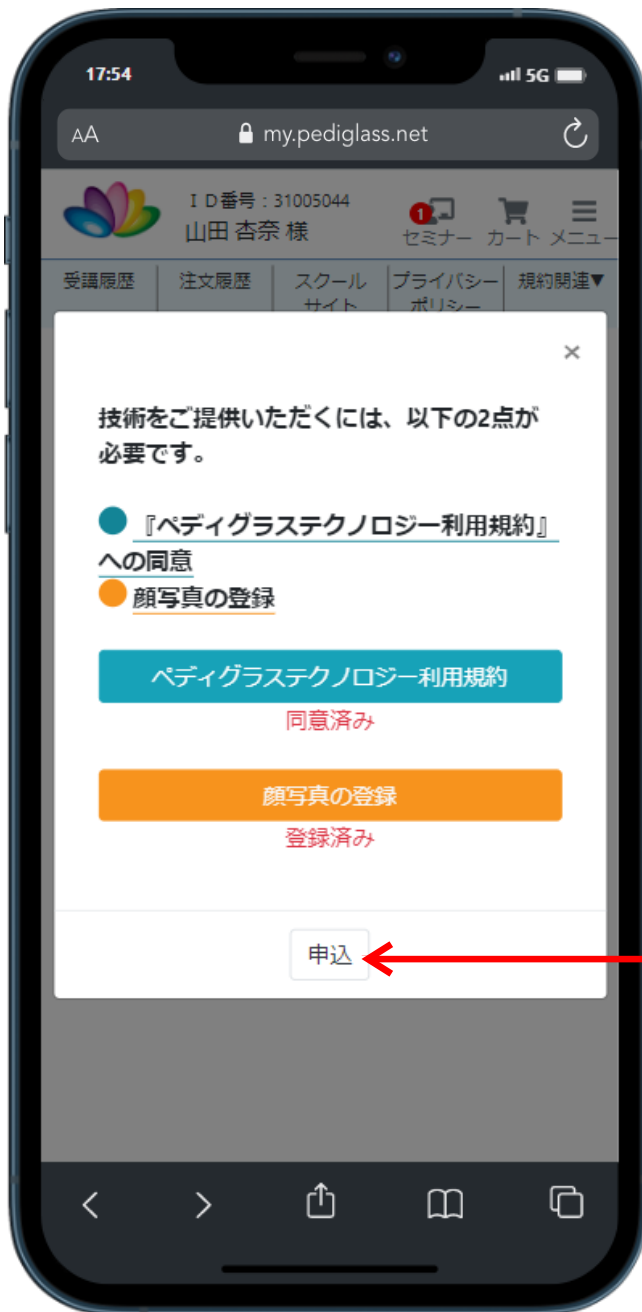 17:54
5G
AA my.pediglass.net
ID番号：31005044
山田 杏奈 様
1
セミナー カート メニュー
受講履歴 注文履歴 スクール プライバシー 規約関連▼
サイト ポリシー
×
技術をご提供いただくには、以下の2点が
必要です。
『ペディグラステクノロジー利用規約』
への同意
顔写真の登録
ペディグラステクノロジー利用規約
同意済み
顔写真の登録
登録済み
申込